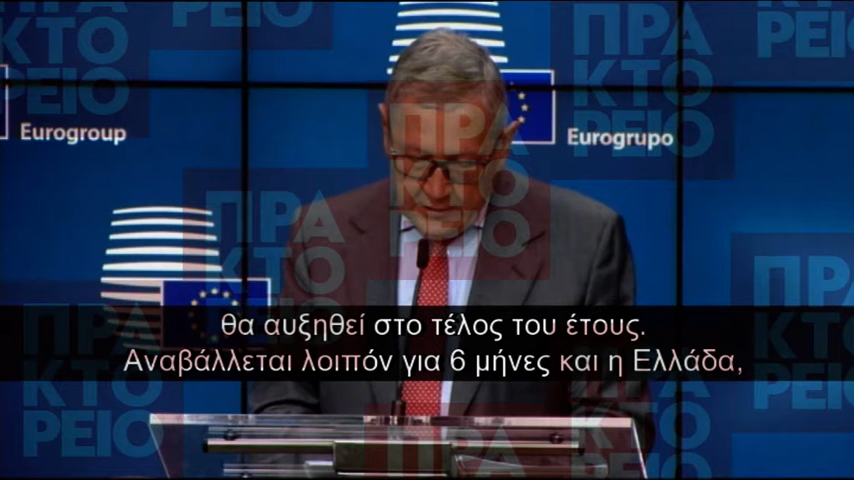 ΠΡΑ
ΚΤΟ
ΡΕΙΟ
Eurogroup
Eurogrupo
θα αυξηθεί στο τέλος του έτους.
Αναβάλλεται λοιπόν για 6 μήνες και η Ελλάδα,